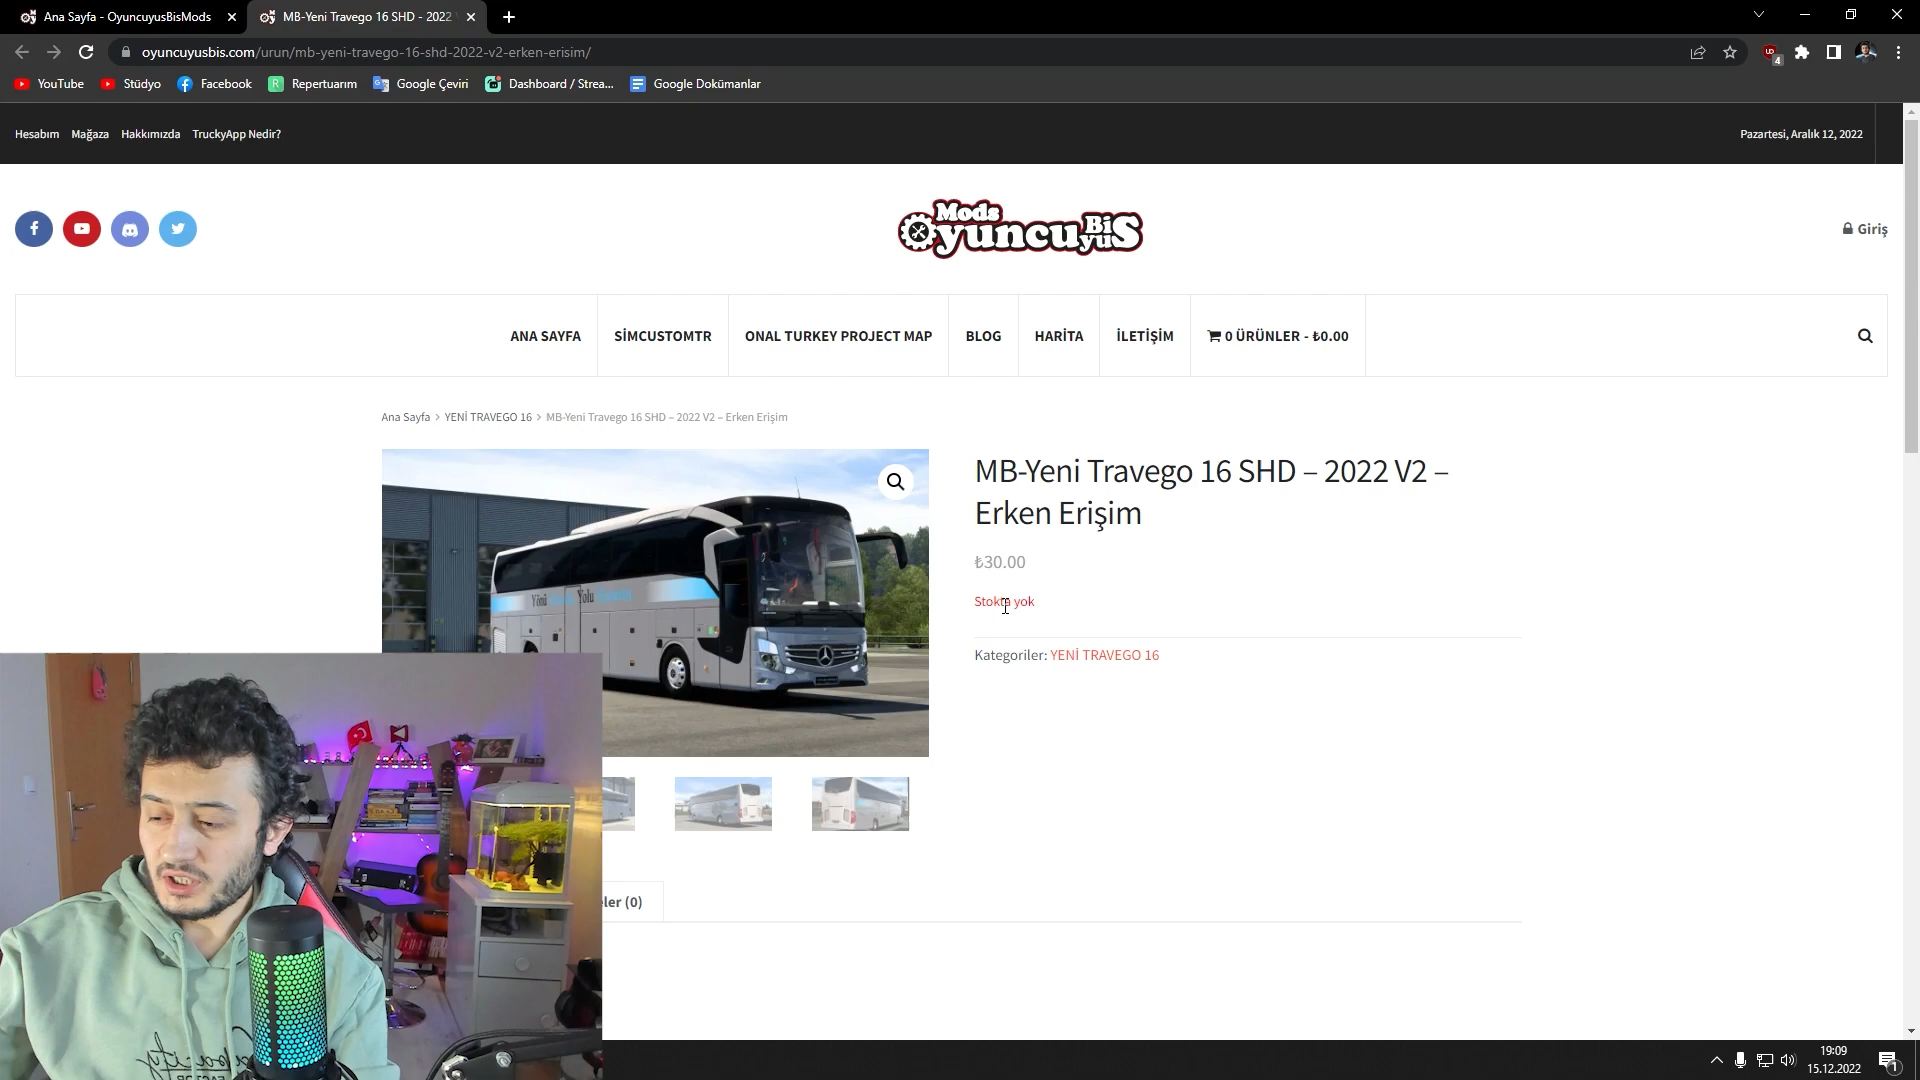 Ana Sayfa - OyuncuyusBisMods
MB-Yeni Travego 16 SHD - 2022
oyuncuyusbis.com/urun/mb-yeni-travego-16-shd-2022-v2-erken-erisim/
4
YouTube
Stüdyo
Facebook
Repertuarım
Google Çeviri
Dashboard / Strea...
Google Dokümanlar
Hesabım
Mağaza
Hakkımızda
TruckyApp Nedir?
Pazartesi, Aralık 12, 2022
Mods
OyuncuyuS
BiS
Giriş
ANA SAYFA
SİMCUSTOMTR
ONAL TURKEY PROJECT MAP
BLOG
HARİTA
İLETİŞİM
0 ÜRÜNLER - ₺0.00
Ana Sayfa > YENİ TRAVEGO 16 > MB-Yeni Travego 16 SHD – 2022 V2 – Erken Erişim
MB-Yeni Travego 16 SHD – 2022 V2 –
Erken Erişim
₺30.00
Stokta yok
Kategoriler: YENİ TRAVEGO 16
ler (0)
19:09
15.12.2022
1